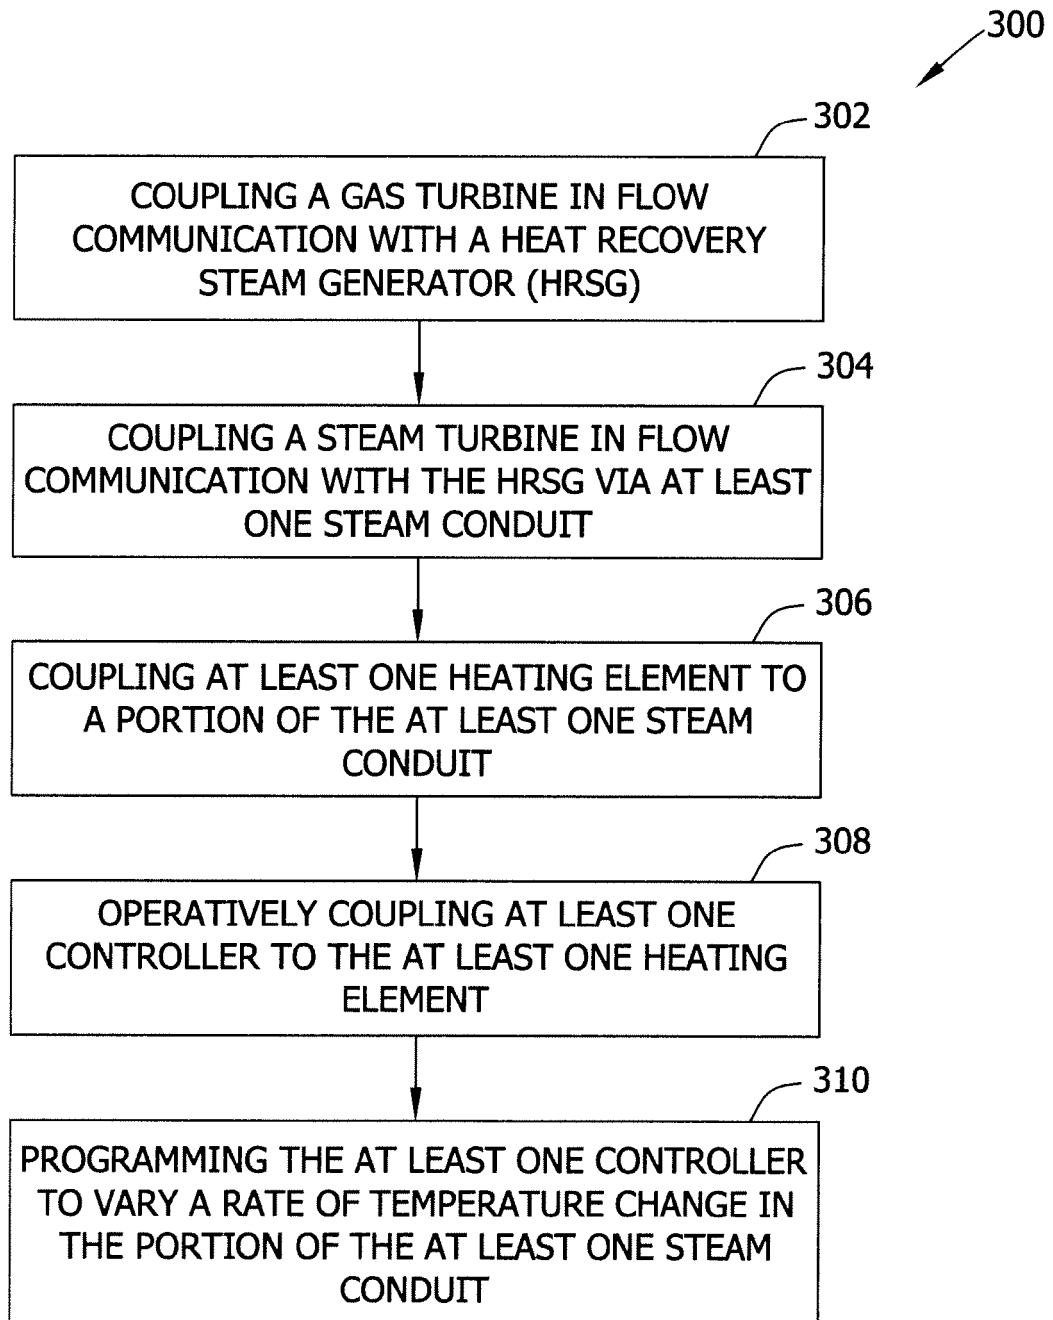 300
302
COUPLING A GAS TURBINE IN FLOW
COMMUNICATION WITH A HEAT RECOVERY
STEAM GENERATOR (HRSG)
304
COUPLING A STEAM TURBINE IN FLOW
COMMUNICATION WITH THE HRSG VIA AT LEAST
ONE STEAM CONDUIT
306
COUPLING AT LEAST ONE HEATING ELEMENT TO
A PORTION OF THE AT LEAST ONE STEAM
CONDUIT
308
OPERATIVELY COUPLING AT LEAST ONE
CONTROLLER TO THE AT LEAST ONE HEATING
ELEMENT
310
PROGRAMMING THE AT LEAST ONE CONTROLLER
TO VARY A RATE OF TEMPERATURE CHANGE IN
THE PORTION OF THE AT LEAST ONE STEAM
CONDUIT